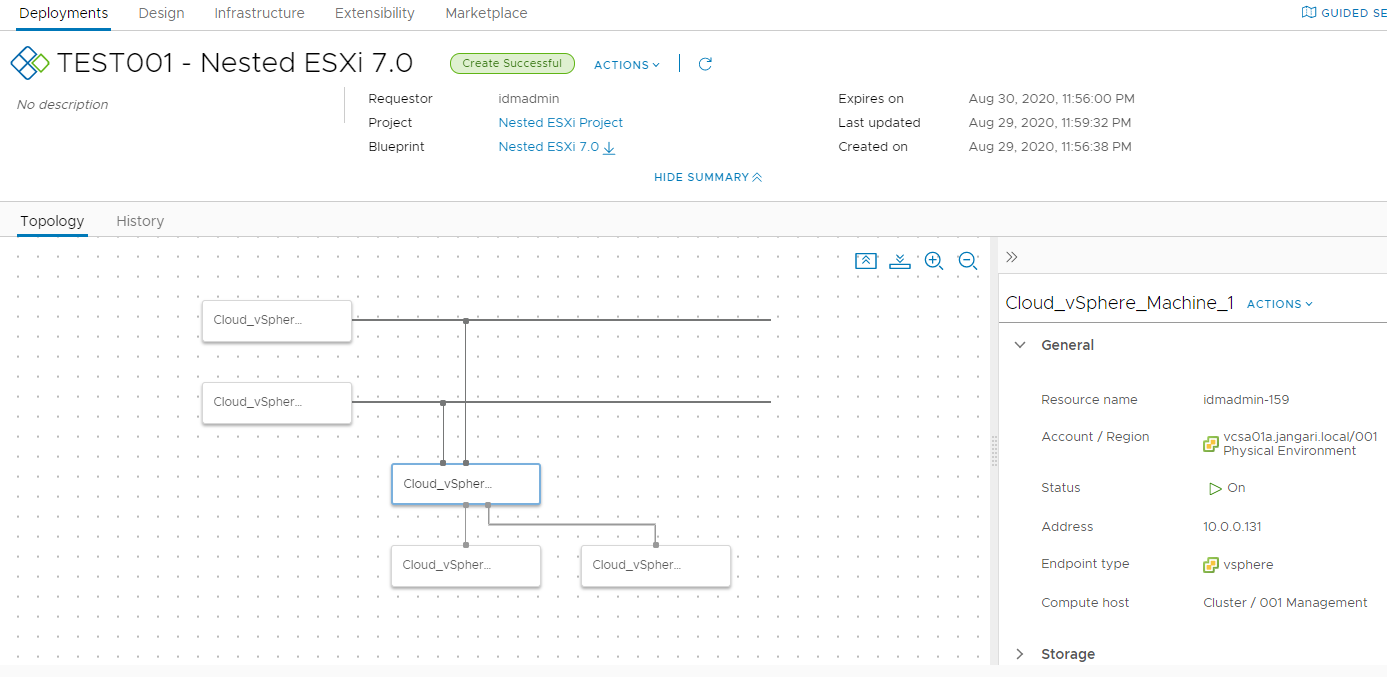 Deployments Design Infrastructure Extensibility Marketplace GUIDED SE
TEST001 - Nested ESXi 7.0 Create Successful ACTIONS
No description
Requestor idmadmin Expires on Aug 30, 2020, 11:56:00 PM
Project Nested ESXi Project Last updated Aug 29, 2020, 11:59:32 PM
Blueprint Nested ESXi 7.0 Created on Aug 29, 2020, 11:56:38 PM
HIDE SUMMARY
Topology History
Cloud_vSpher...
Cloud_vSpher...
Cloud_vSpher...
Cloud_vSpher... Cloud_vSpher...
Cloud_vSphere_Machine_1 ACTIONS
General
Resource name idmadmin-159
Account / Region vcsa01a.jangari.local/001
Physical Environment
Status On
Address 10.0.0.131
Endpoint type vsphere
Compute host Cluster / 001 Management
Storage